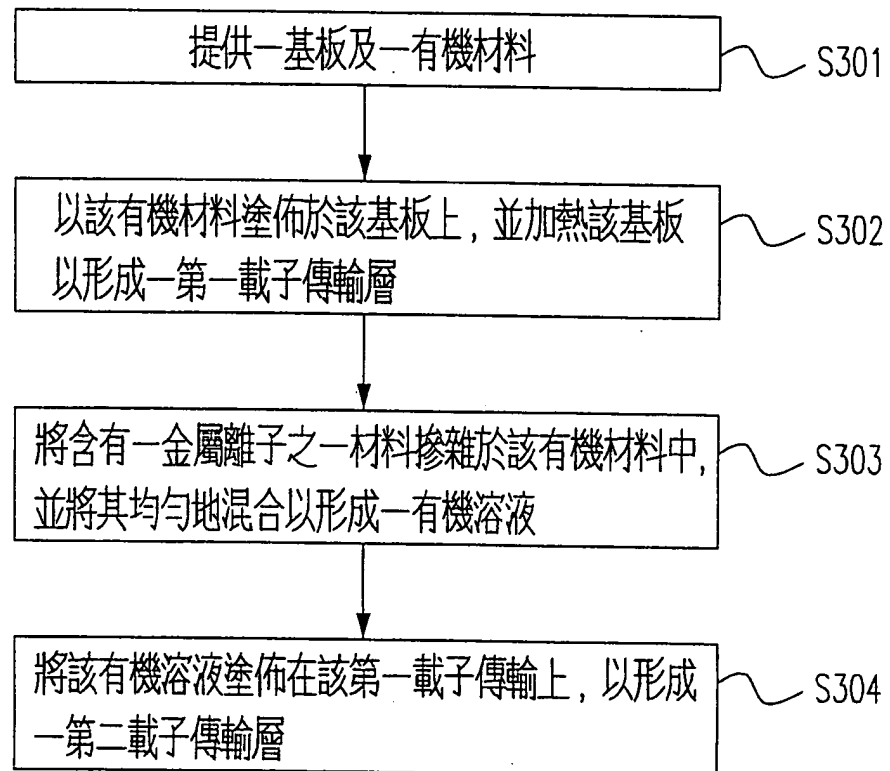 提供一基板及一有機材料
S301
以該有機材料塗佈於該基板上，並加熱該基板
以形成一第一載子傳輸層
S302
將含有一金屬離子之一材料摻雜於該有機材料中，
並將其均勻地混合以形成一有機溶液
S303
將該有機溶液塗佈在該第一載子傳輸上，以形成
一第二載子傳輸層
S304